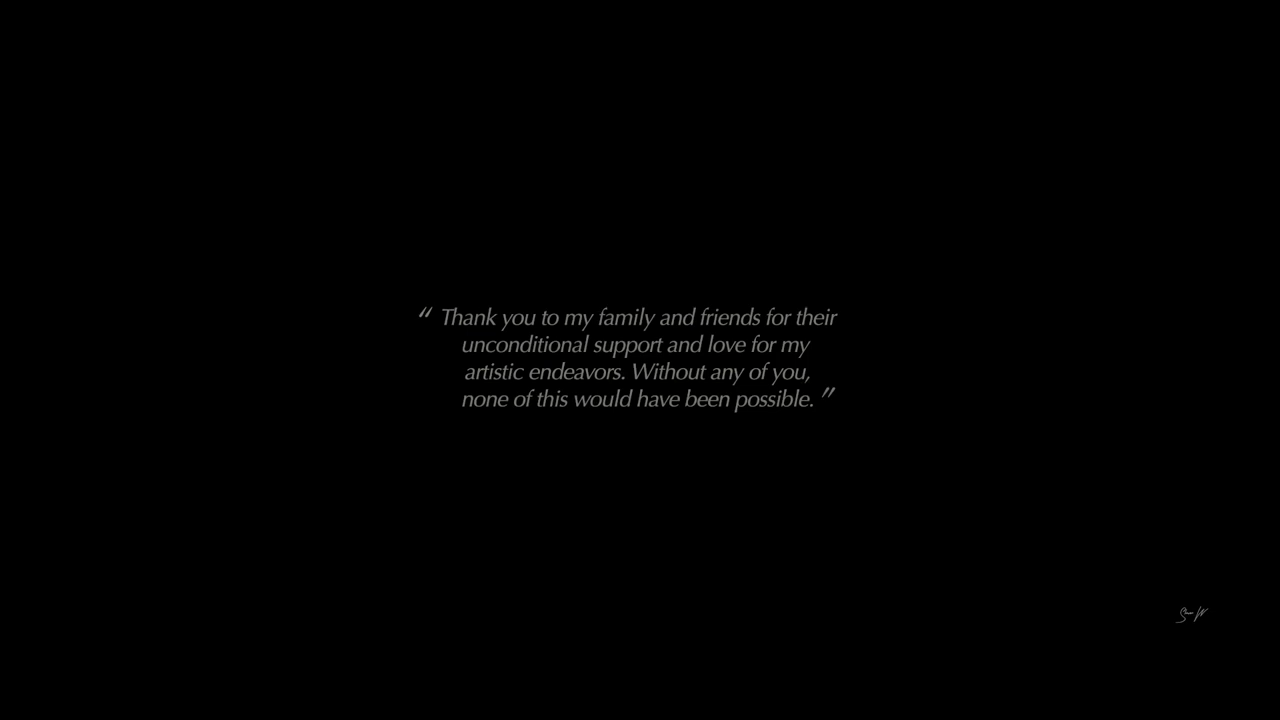 “ Thank you to my family and friends for their
unconditional support and love for my
artistic endeavors. Without any of you,
none of this would have been possible. ”